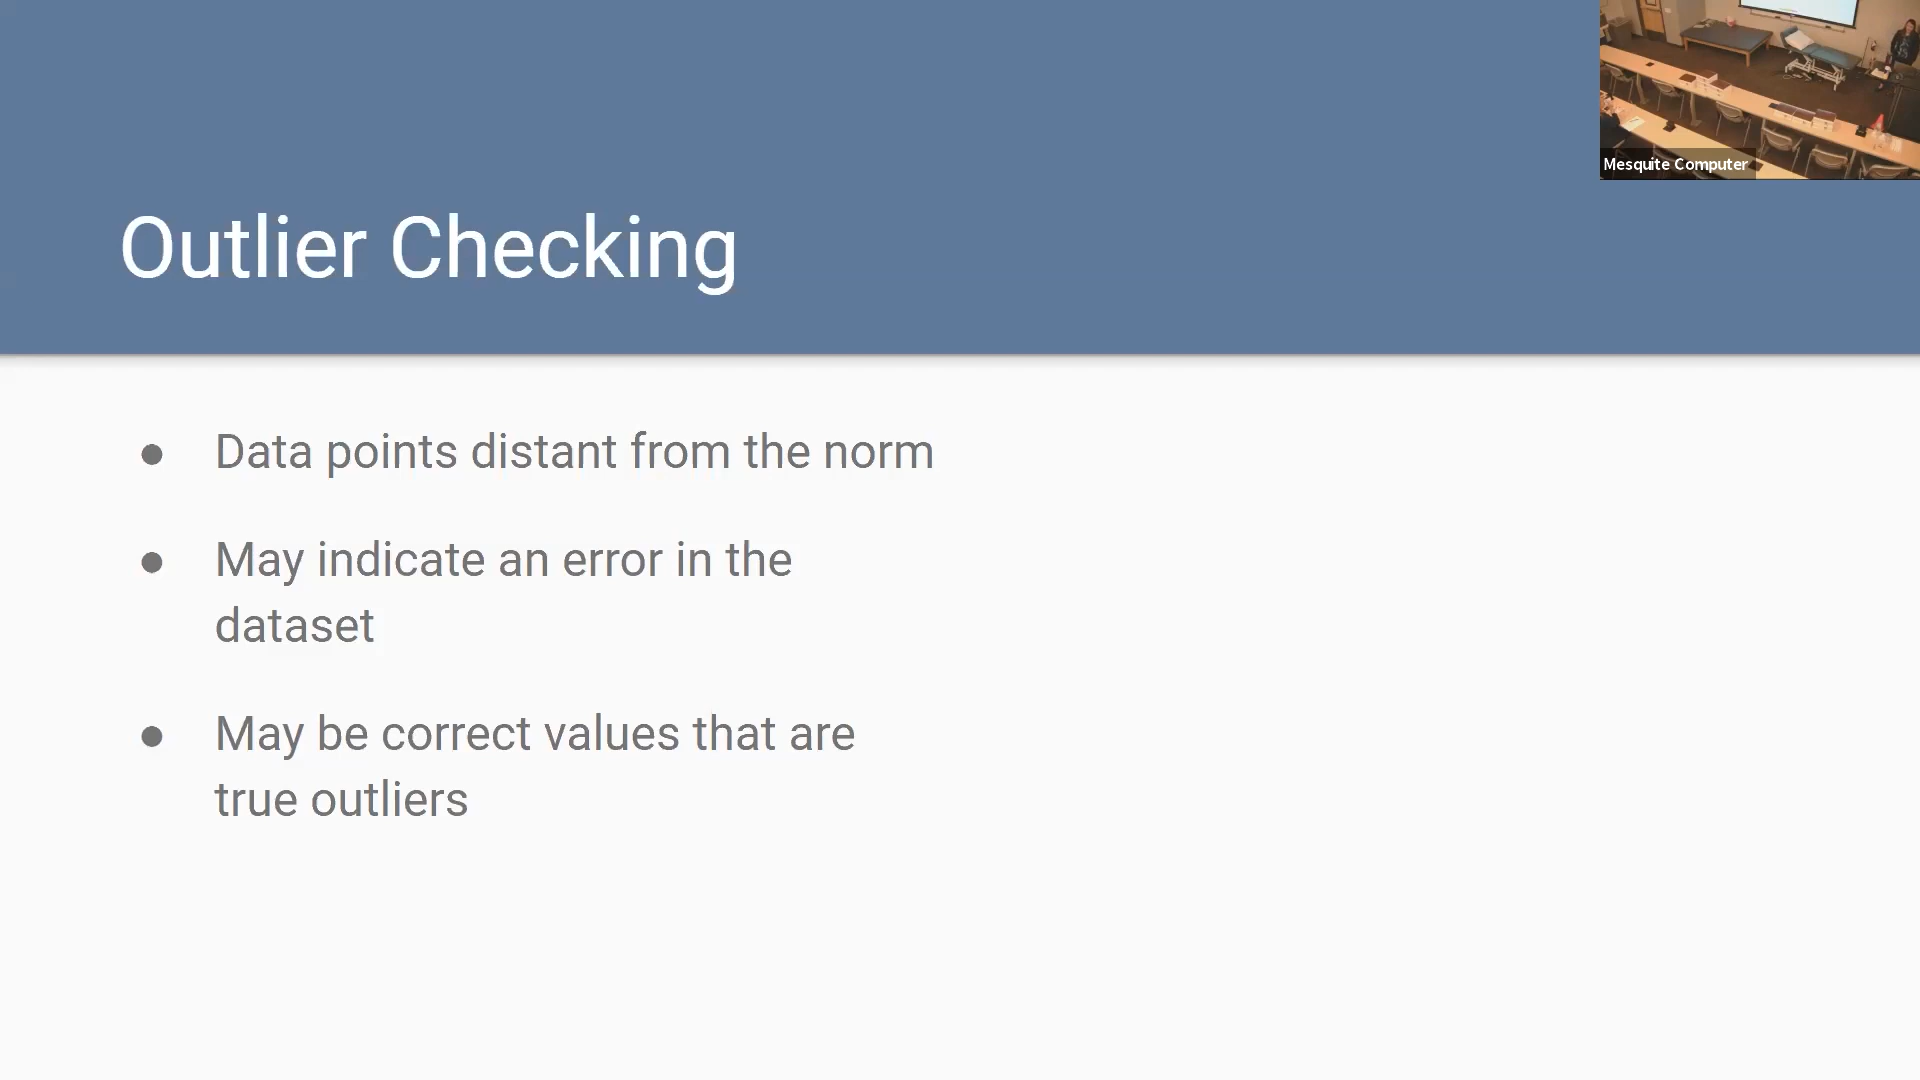 Mesquite Computer
Outlier Checking
● Data points distant from the norm
● May indicate an error in the
dataset
● May be correct values that are
true outliers